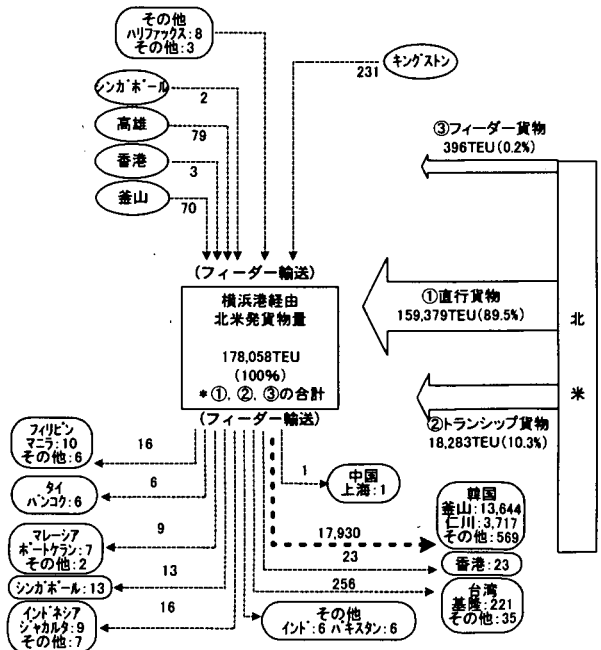 その他
ハリファックス:8
その他:3
キングストン
231
シンガポール
2
高雄
79
香港
3
釜山
70
③フィーダー貨物
396TEU(0.2%)
(フィーダー輸送)
横浜港経由
北米発貨物量
178,058TEU
(100%)
*①,②,③の合計
(フィーダー輸送)
①直行貨物
159,379TEU(89.5%)
北
米
②トランシップ貨物
18,283TEU(10.3%)
フィリピン
マニラ:10
その他:6
16
タイ
バンコク:6
6
マレーシア
ポートケラン:7
その他:2
9
シンガポール:13
13
インドネシア
ジャカルタ:9
その他:7
16
その他
インド:6 パキスタン:6
1
中国
上海:1
17,930
韓国
釜山:13,644
仁川:3,717
その他:569
23
香港:23
256
台湾
基隆:221
その他:35